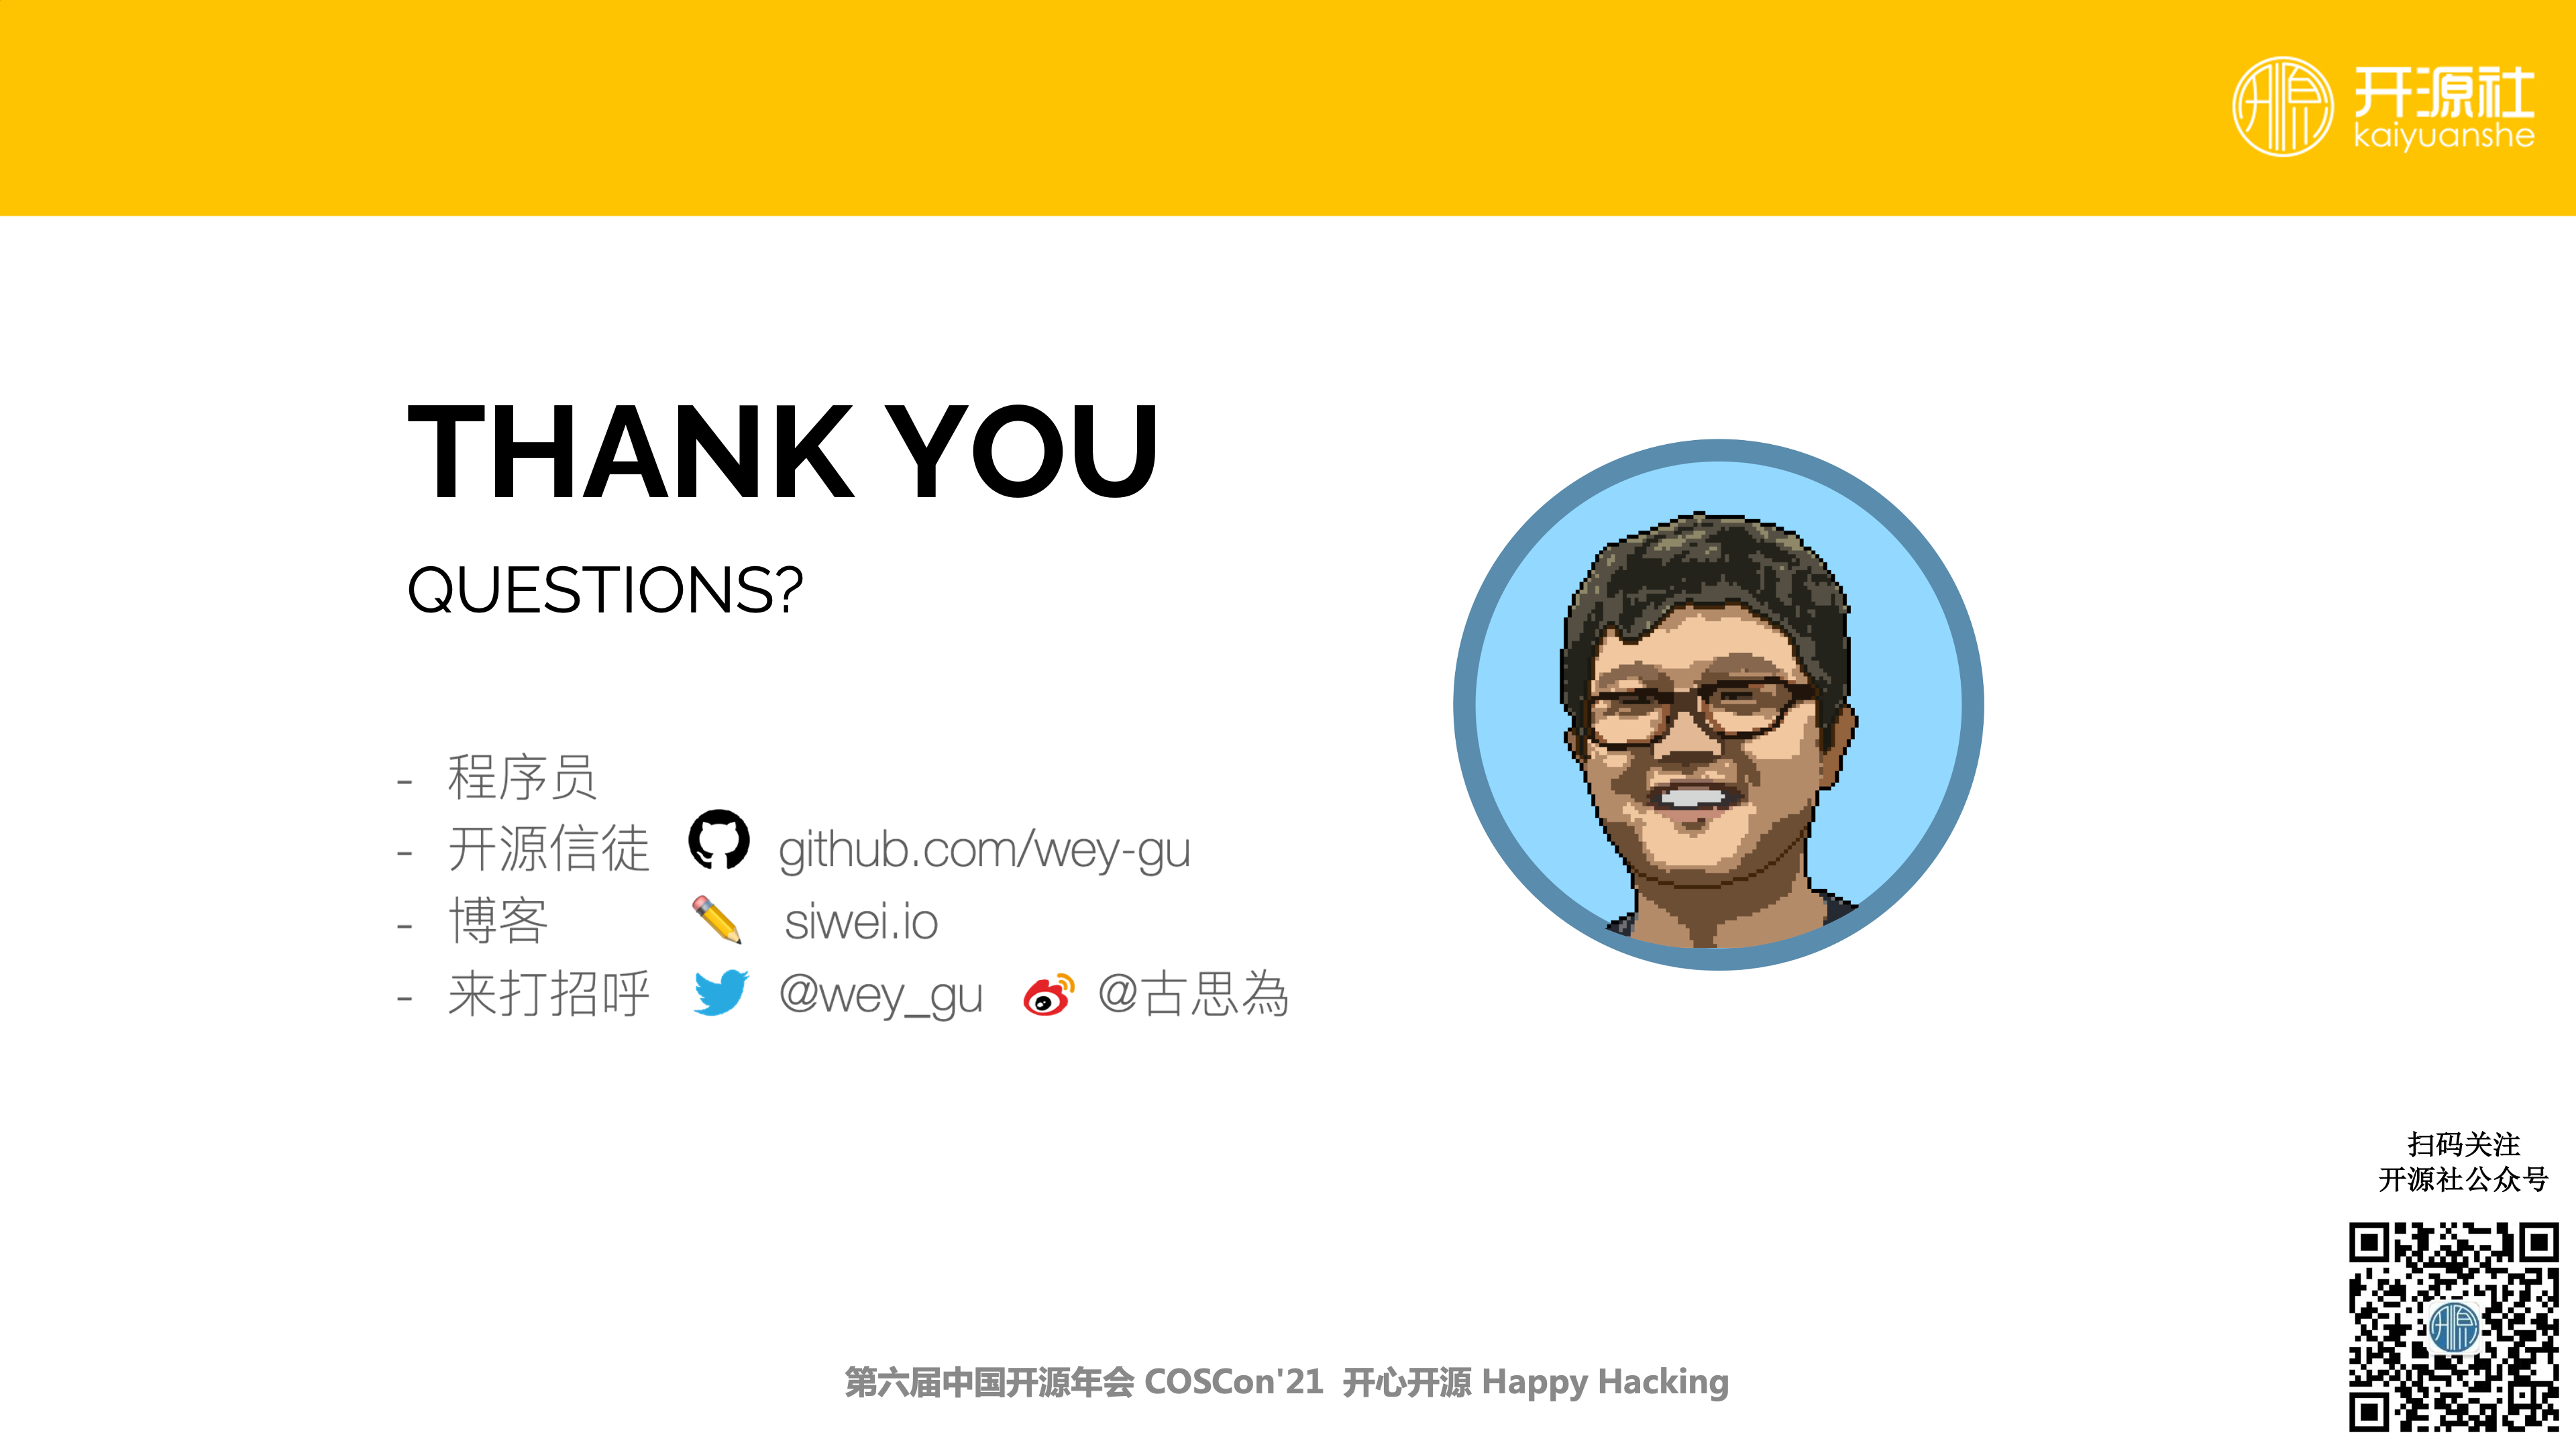 开源社
kaiyuanshe
THANK YOU
QUESTIONS?
- 程序员
- 开源信徒 github.com/wey-gu
- 博客 siwei.io
- 来打招呼 @wey_gu @古思為
扫码关注
开源社公众号
第六届中国开源年会 COSCon'21 开心开源 Happy Hacking